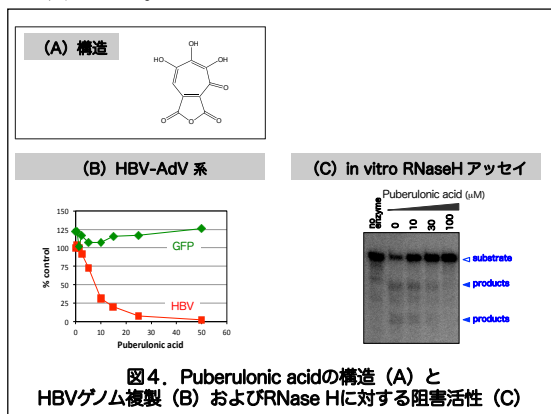 (A) 構造
OH
HO
OH
HO
O
O
O
O
(B) HBV-AdV 系
% control
150
125
100
75
50
25
0
GFP
HBV
0 10 20 30 40 50 60
Puberulonic acid
(C) in vitro RNaseH アッセイ
Puberulonic acid (μM)
no enzyme
0
10
30
100
substrate
products
products
図４．Puberulonic acidの構造（A）と
HBVゲノム複製（B）およびRNase Hに対する阻害活性（C）